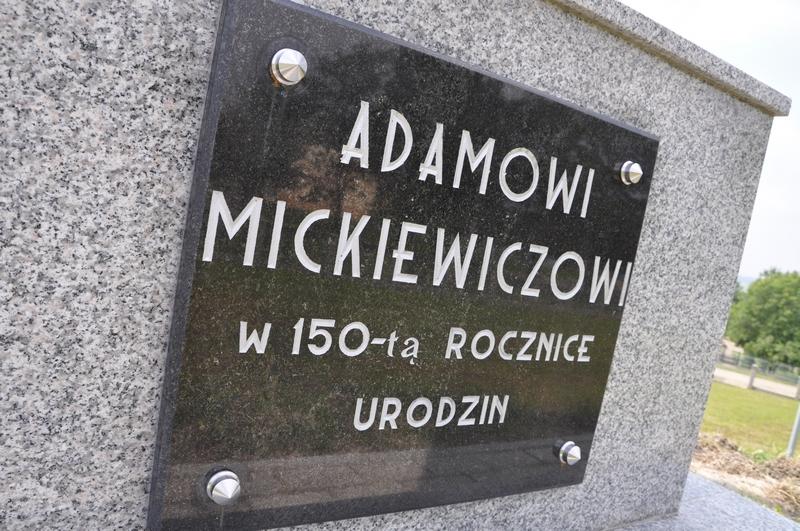 ADAMOWI
MICKIEWICZOWI
W 150-tą ROCZNICE
URODZIN